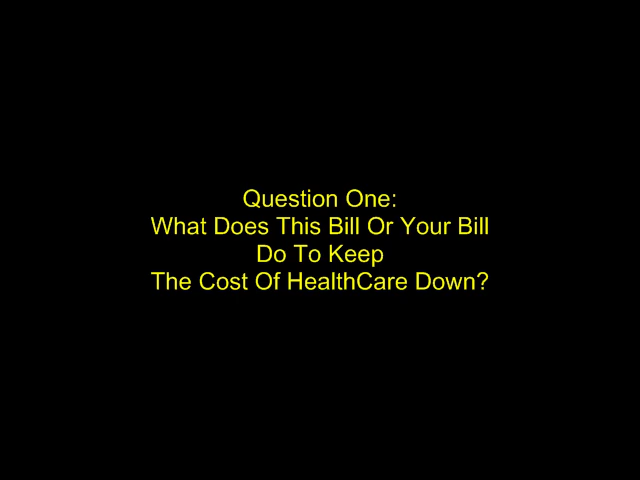 Question One:
What Does This Bill Or Your Bill
Do To Keep
The Cost Of HealthCare Down?